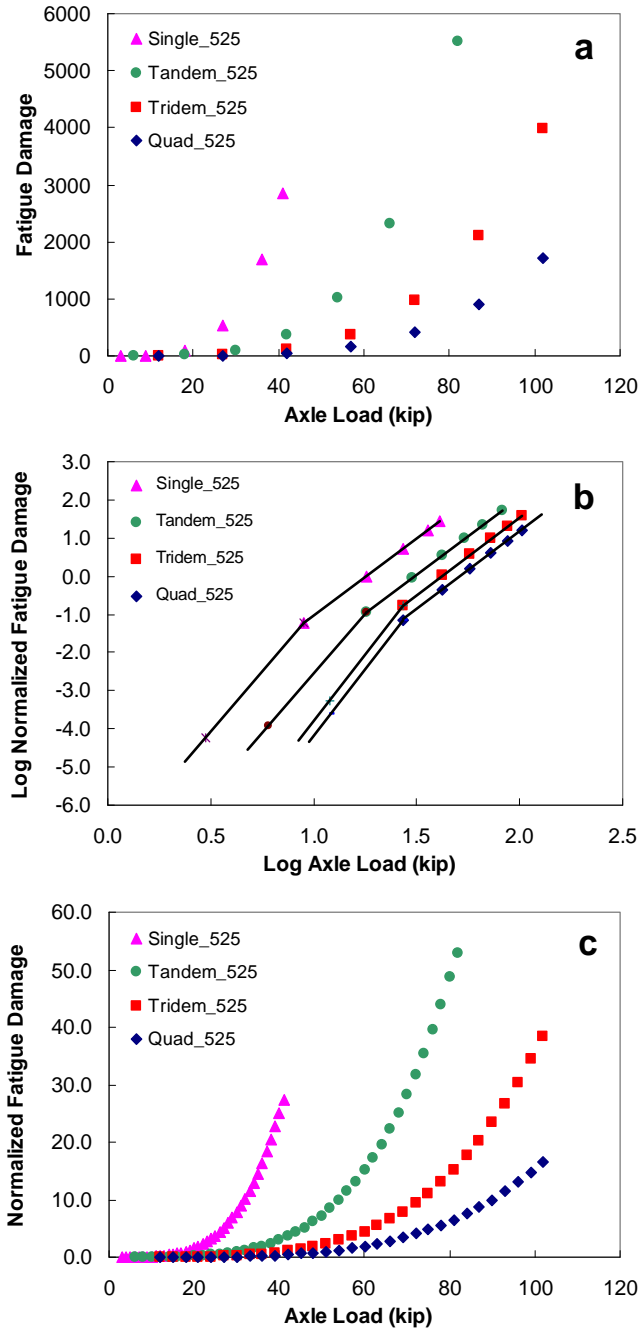 6000
5000
4000
3000
2000
1000
0
Fatigue Damage
Single_525
Tandem_525
Tridem_525
Quad_525
a
0 20 40 60 80 100 120
Axle Load (kip)
3.0
2.0
1.0
0.0
-1.0
-2.0
-3.0
-4.0
-5.0
-6.0
Log Normalized Fatigue Damage
Single_525
Tandem_525
Tridem_525
Quad_525
b
0.0 0.5 1.0 1.5 2.0 2.5
Log Axle Load (kip)
60.0
50.0
40.0
30.0
20.0
10.0
0.0
Normalized Fatigue Damage
Single_525
Tandem_525
Tridem_525
Quad_525
c
0 20 40 60 80 100 120
Axle Load (kip)